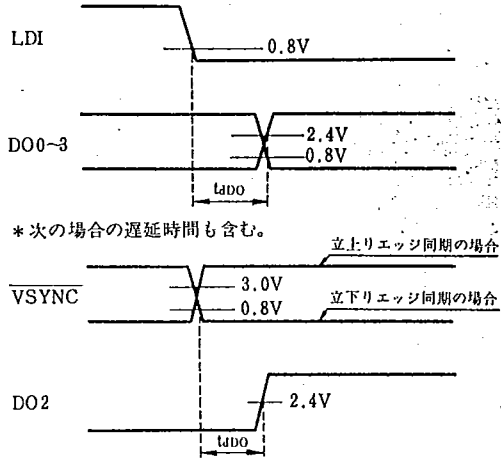 LDI
0.8V
DO0~3
2.4V
0.8V
tdDO
*次の場合の遅延時間も含む。
立上りエッジ同期の場合
VSYNC
3.0V
0.8V
立下りエッジ同期の場合
DO2
2.4V
tdDO